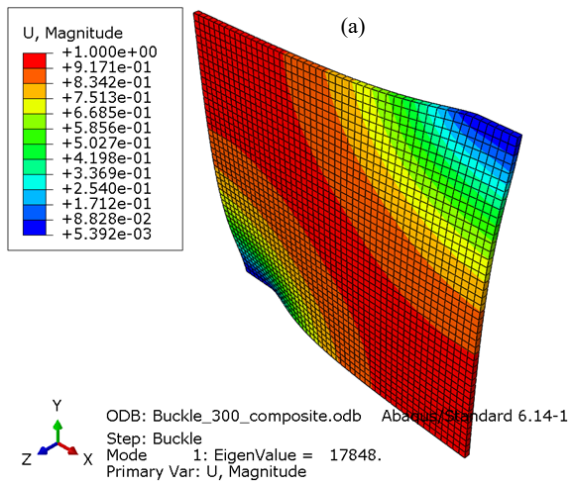 (a)
U, Magnitude
+1.000e+00
+9.171e-01
+8.342e-01
+7.513e-01
+6.685e-01
+5.856e-01
+5.027e-01
+4.198e-01
+3.369e-01
+2.540e-01
+1.712e-01
+8.828e-02
+5.392e-03
Y
Z
X
ODB: Buckle_300_composite.odb Abaqus/Standard 6.14-1
Step: Buckle
Mode 1: EigenValue = 17848.
Primary Var: U, Magnitude